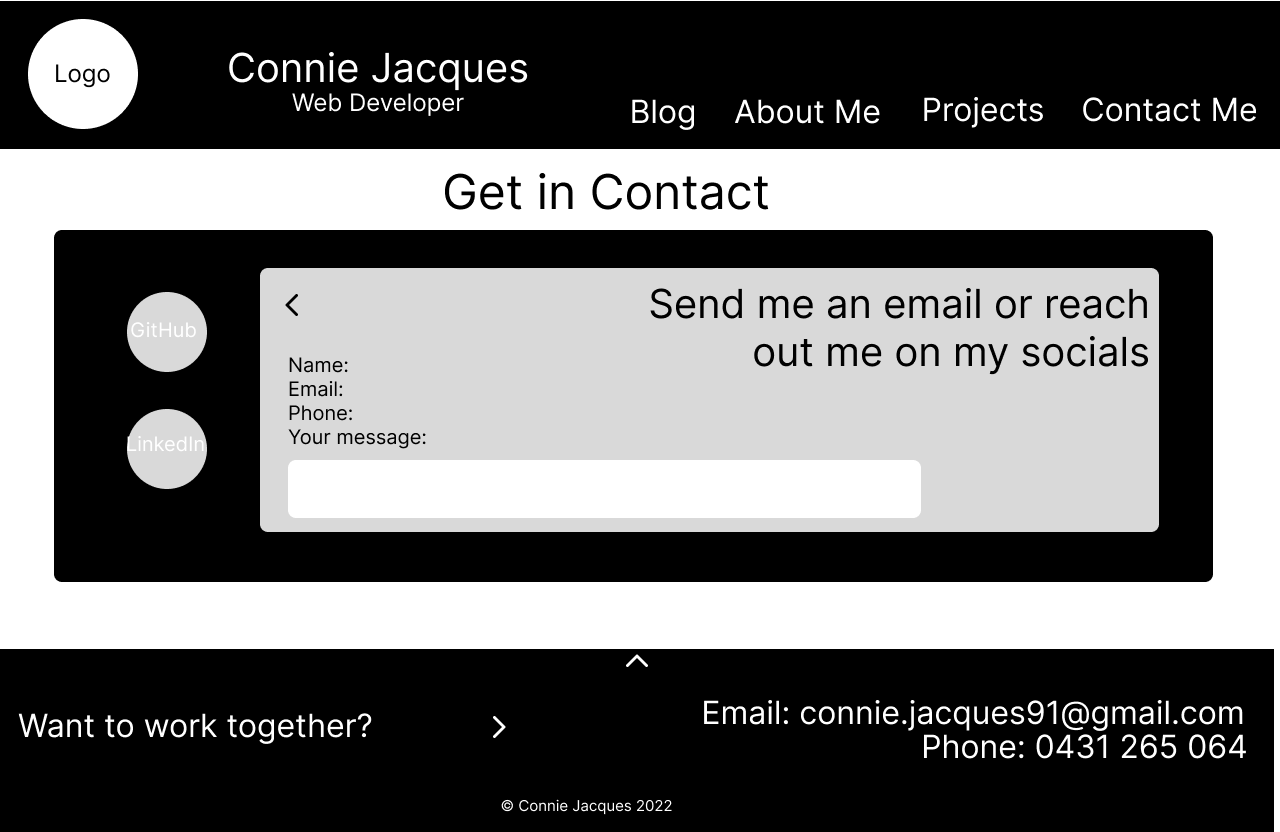 Logo
Connie Jacques
Web Developer
Blog
About Me
Projects
Contact Me
Get in Contact
GitHub
LinkedIn
Send me an email or reach
out me on my socials
Name:
Email:
Phone:
Your message:
Want to work together?
Email: connie.jacques91@gmail.com
Phone: 0431 265 064
© Connie Jacques 2022